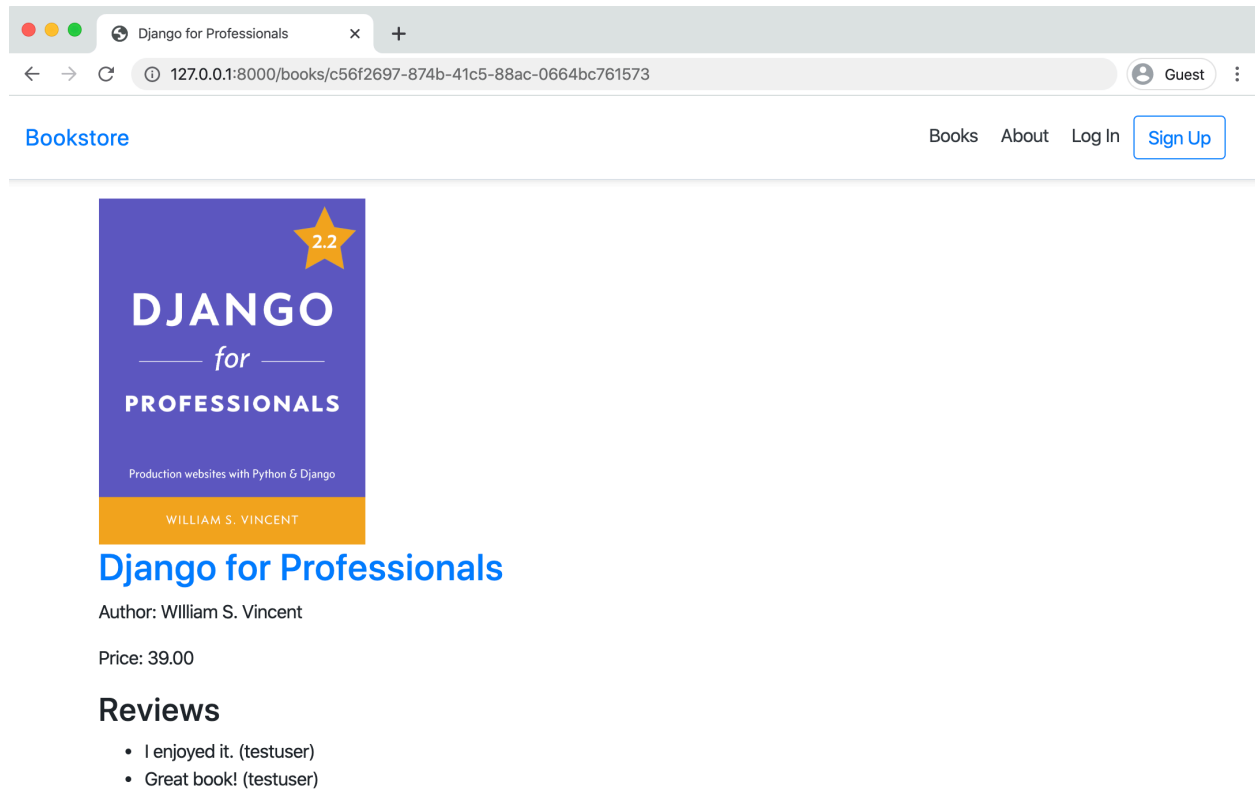 Django for Professionals
127.0.0.1:8000/books/c56f2697-874b-41c5-88ac-0664bc761573
Guest
Bookstore
Books About Log In Sign Up
2.2
DJANGO
for
PROFESSIONALS
Production websites with Python & Django
WILLIAM S. VINCENT
Django for Professionals
Author: WIlliam S. Vincent
Price: 39.00
Reviews
• I enjoyed it. (testuser)
• Great book! (testuser)